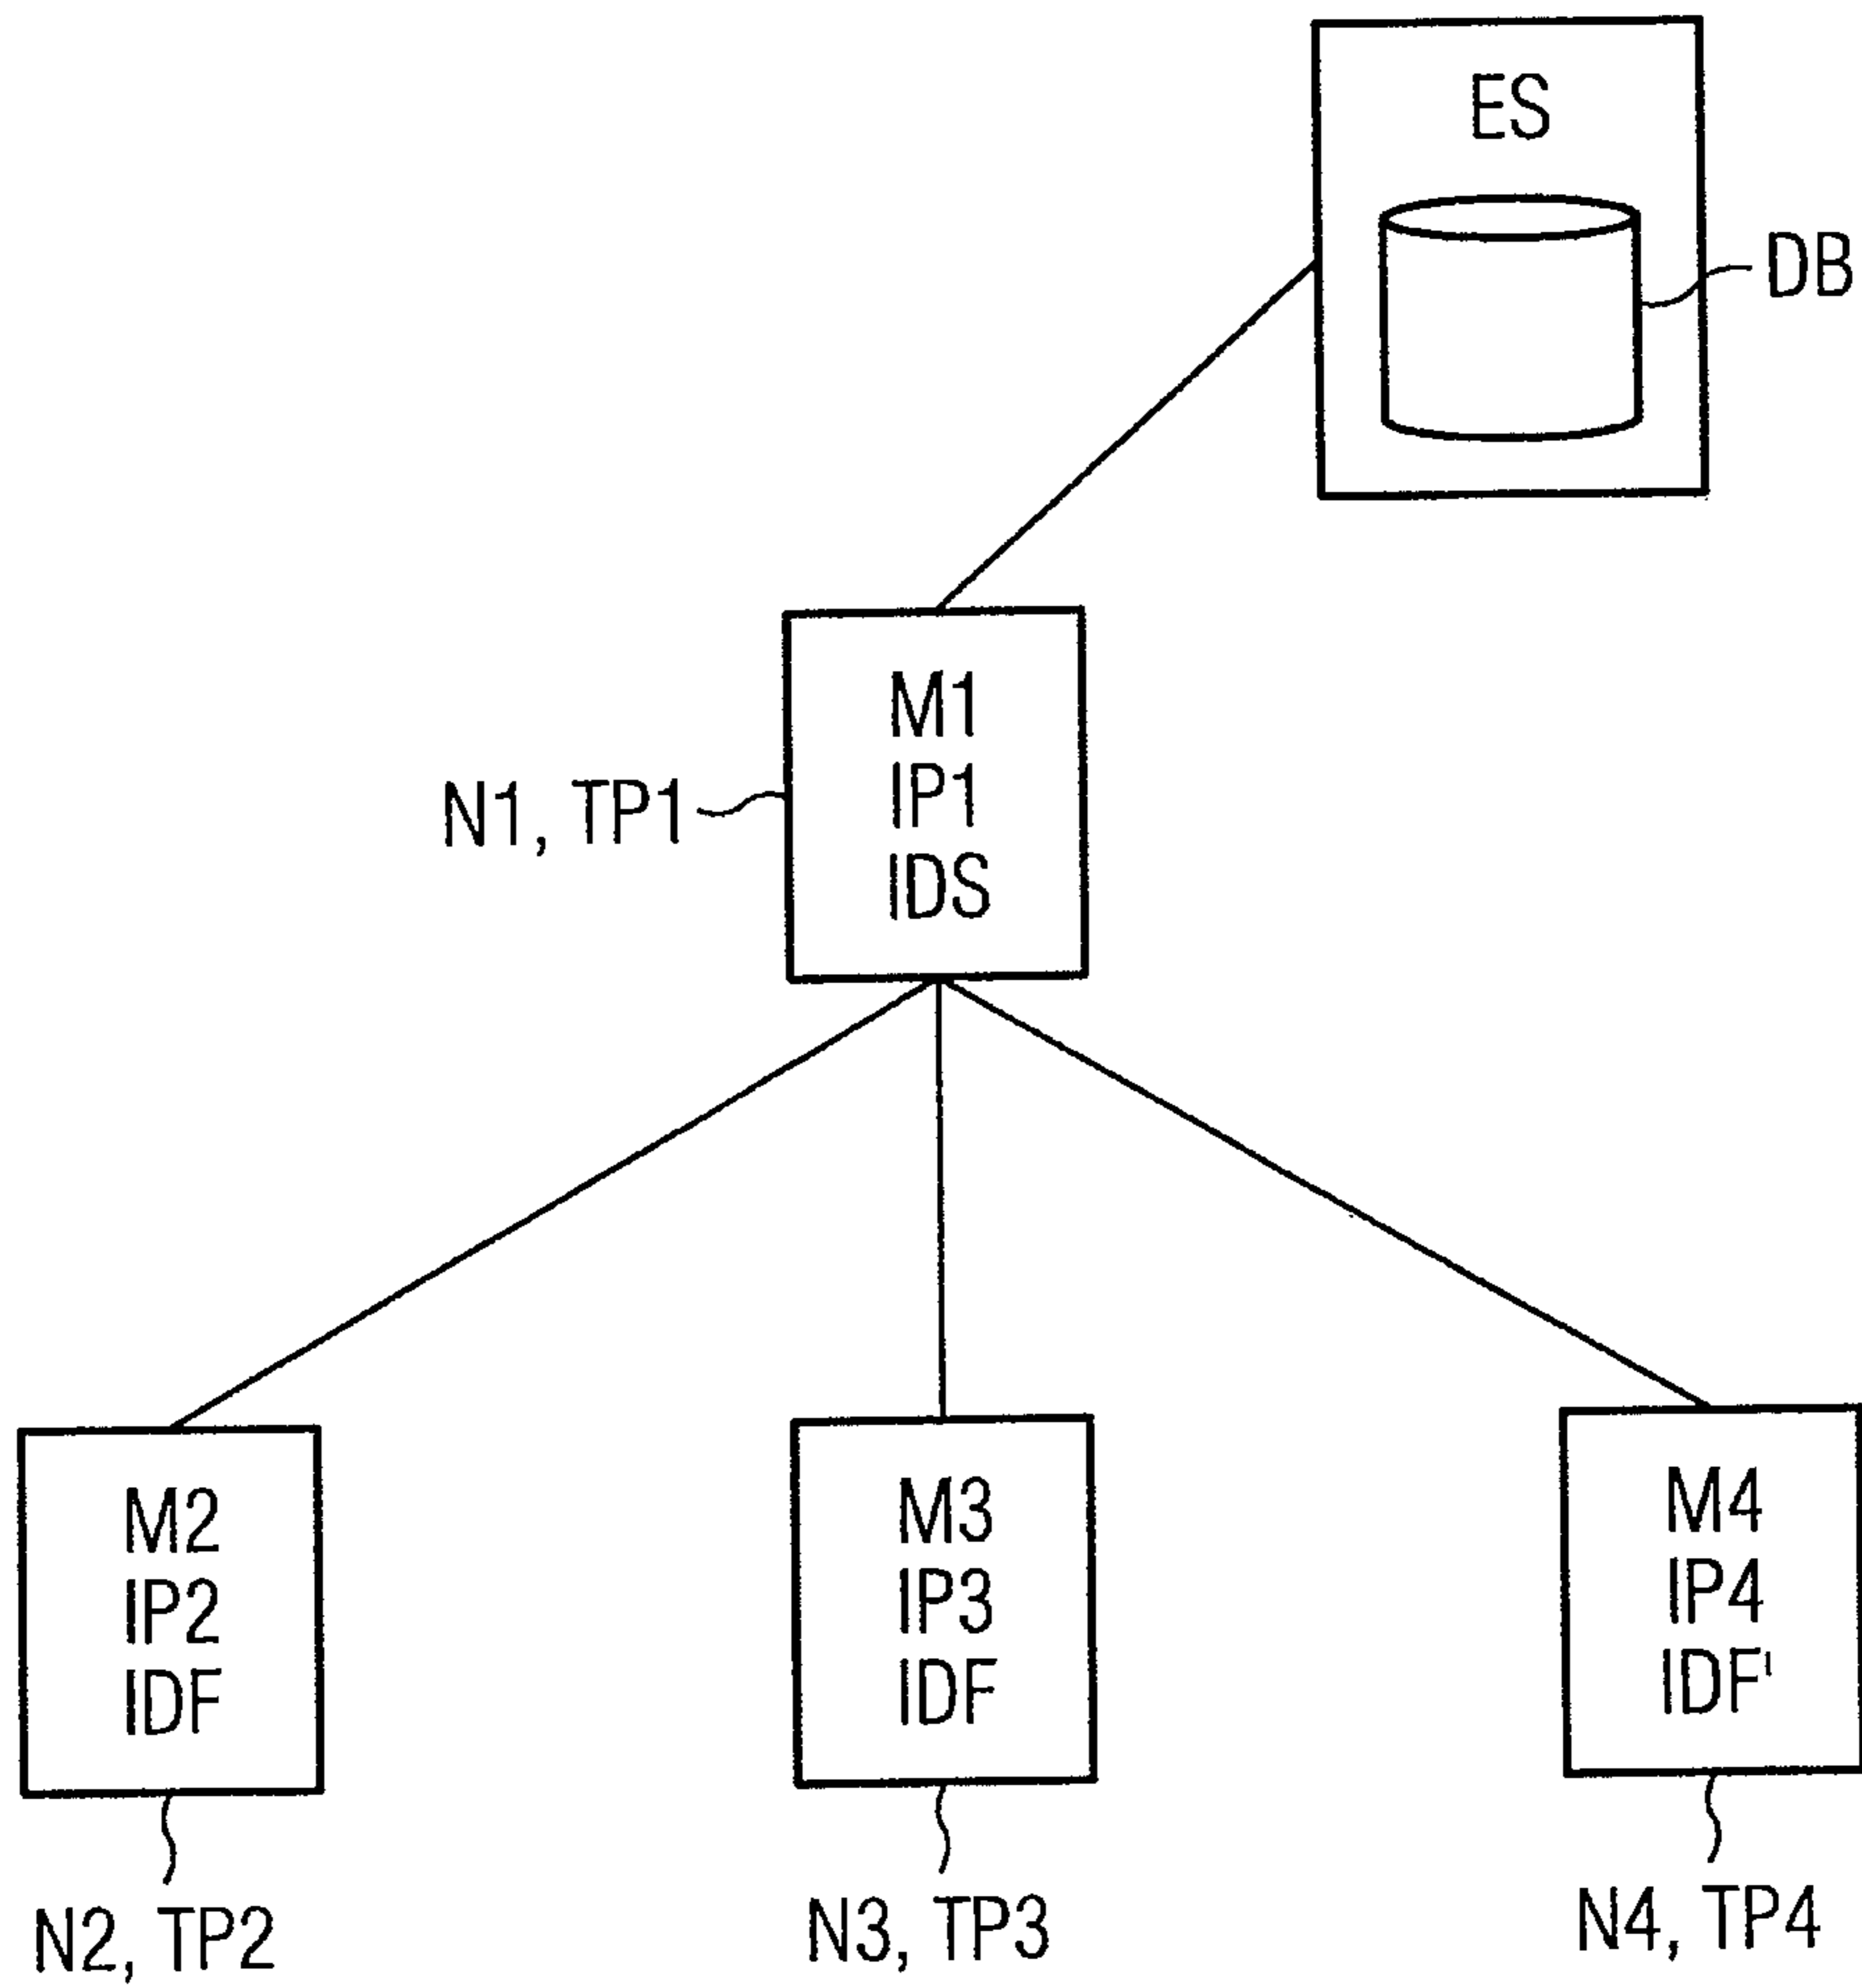 ES
DB
M1
IP1
IDS
N1, TP1
M2
IP2
IDF
N2, TP2
M3
IP3
IDF
N3, TP3
M4
IP4
IDF'
N4, TP4